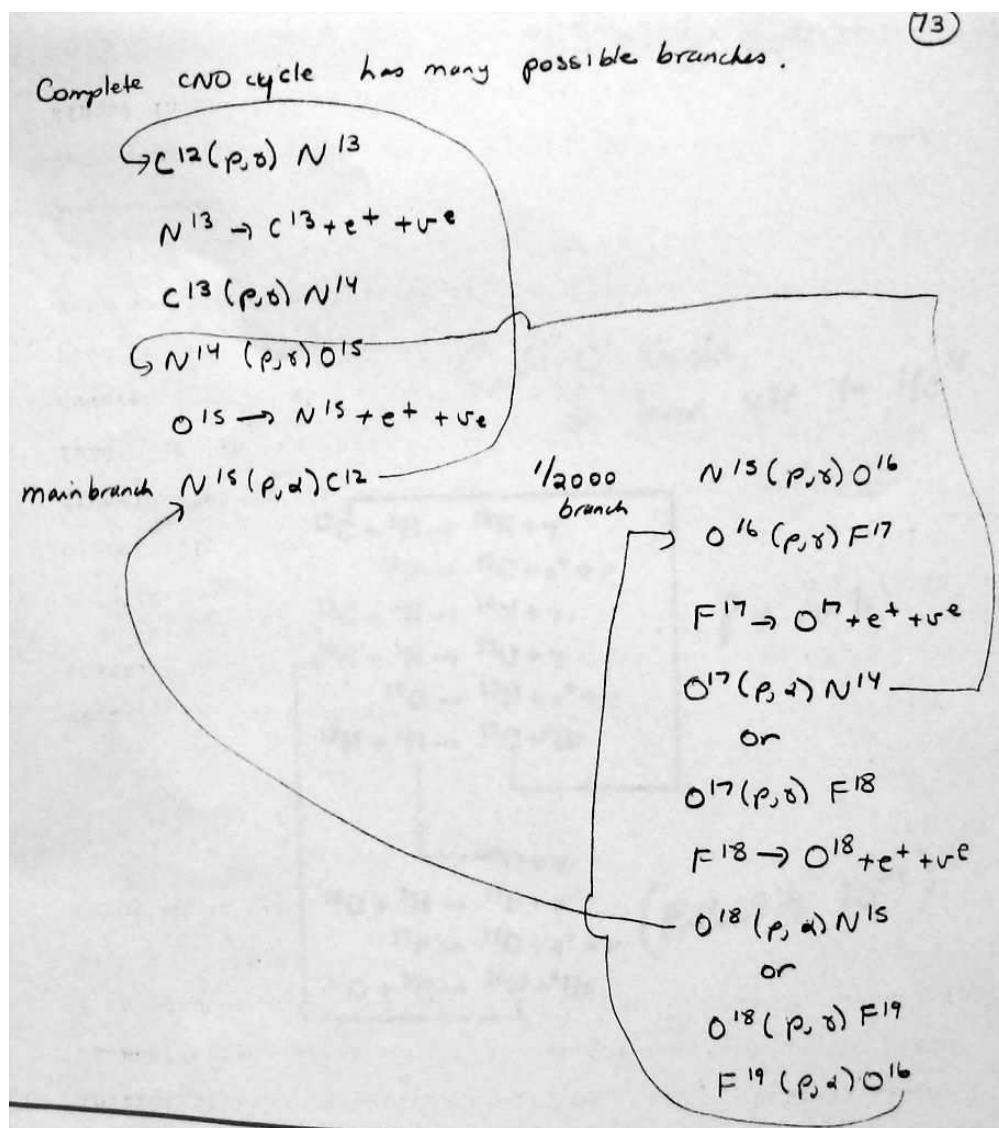 73
Complete CNO cycle has many possible branches.
C12(p,γ) N13
N13 → C13 + e+ + νe
C13 (p,γ) N14
N14 (p,γ) O15
O15 → N15 + e+ + νe
main branch N15 (p,α) C12
1/2000 branch
N15 (p,γ) O16
O16 (p,γ) F17
F17 → O17 + e+ + νe
O17 (p,α) N14
or
O17 (p,γ) F18
F18 → O18 + e+ + νe
O18 (p,α) N15
or
O18 (p,γ) F19
F19 (p,α) O16